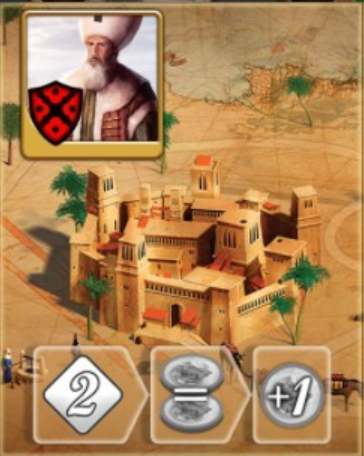 2 = +1